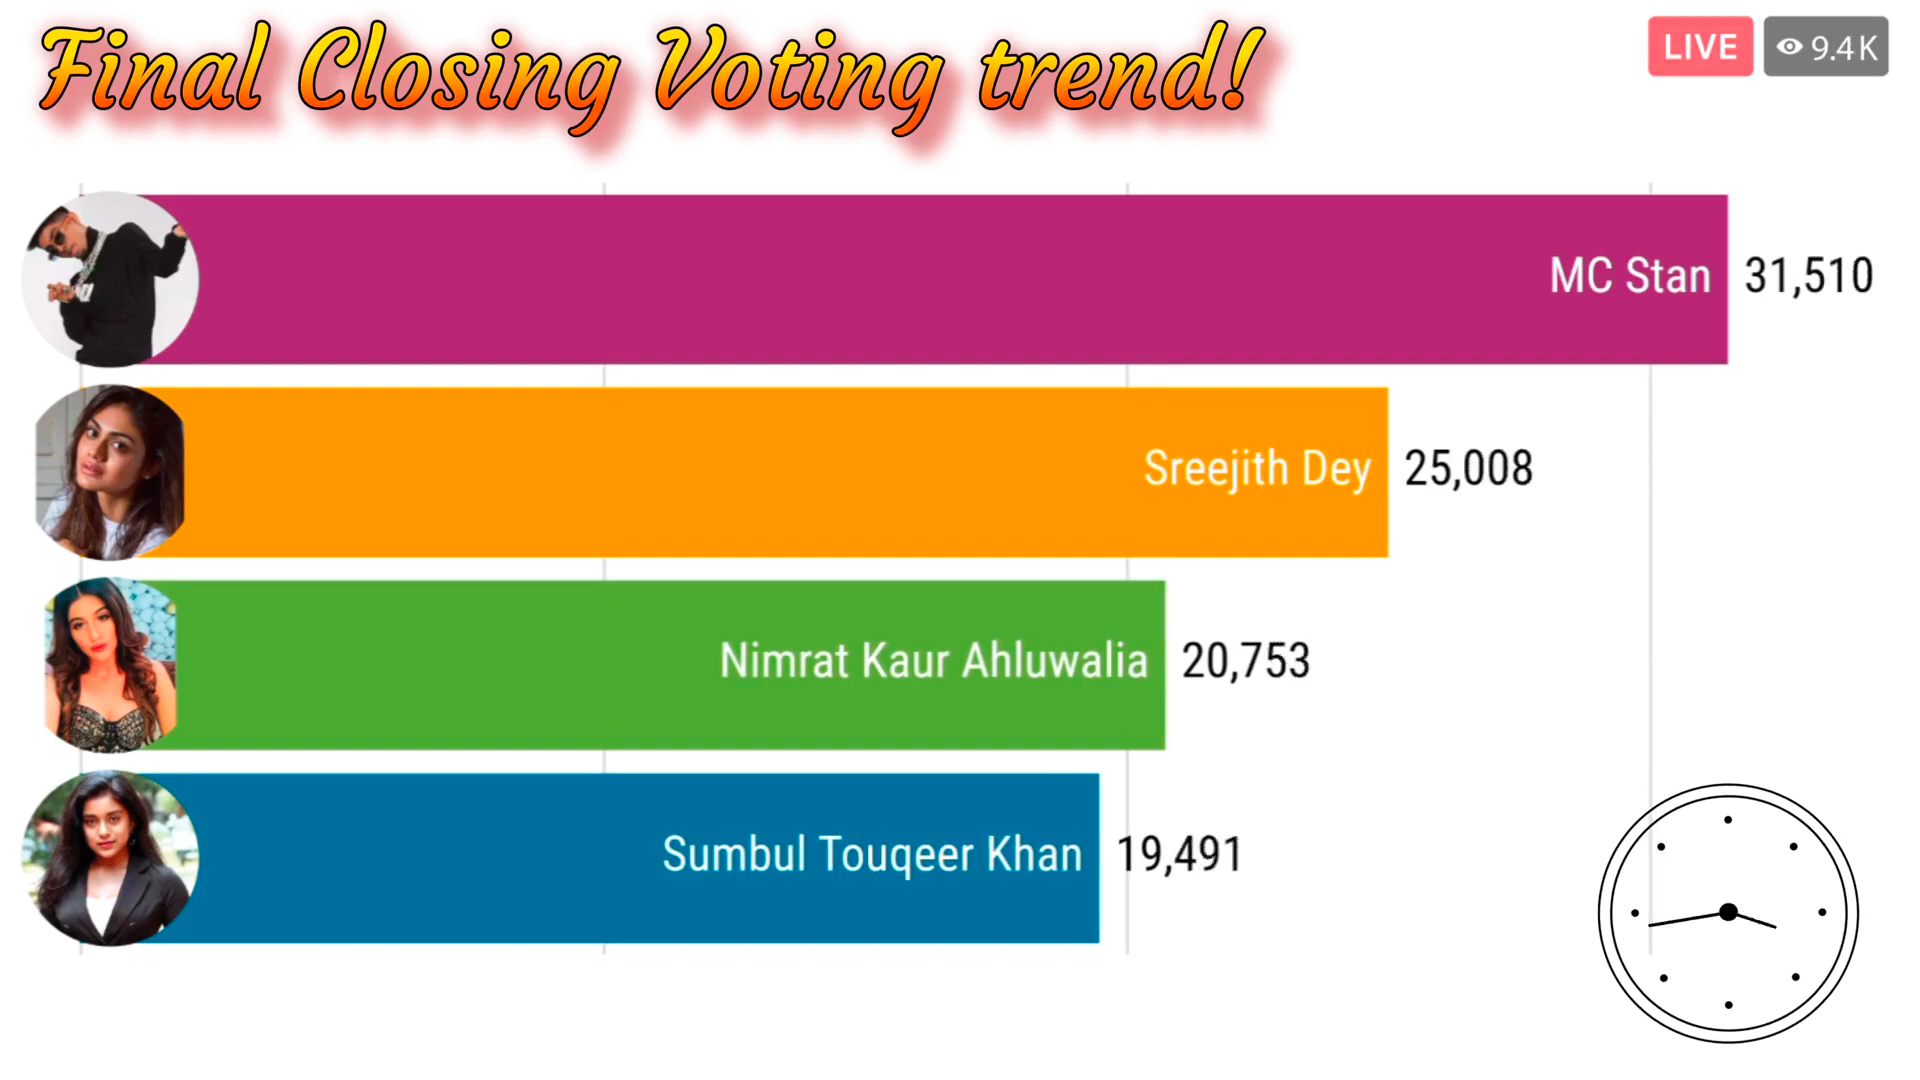 Final Closing Voting trend!
LIVE 9.4K
MC Stan 31,510
Sreejith Dey 25,008
Nimrat Kaur Ahluwalia 20,753
Sumbul Touqeer Khan 19,491